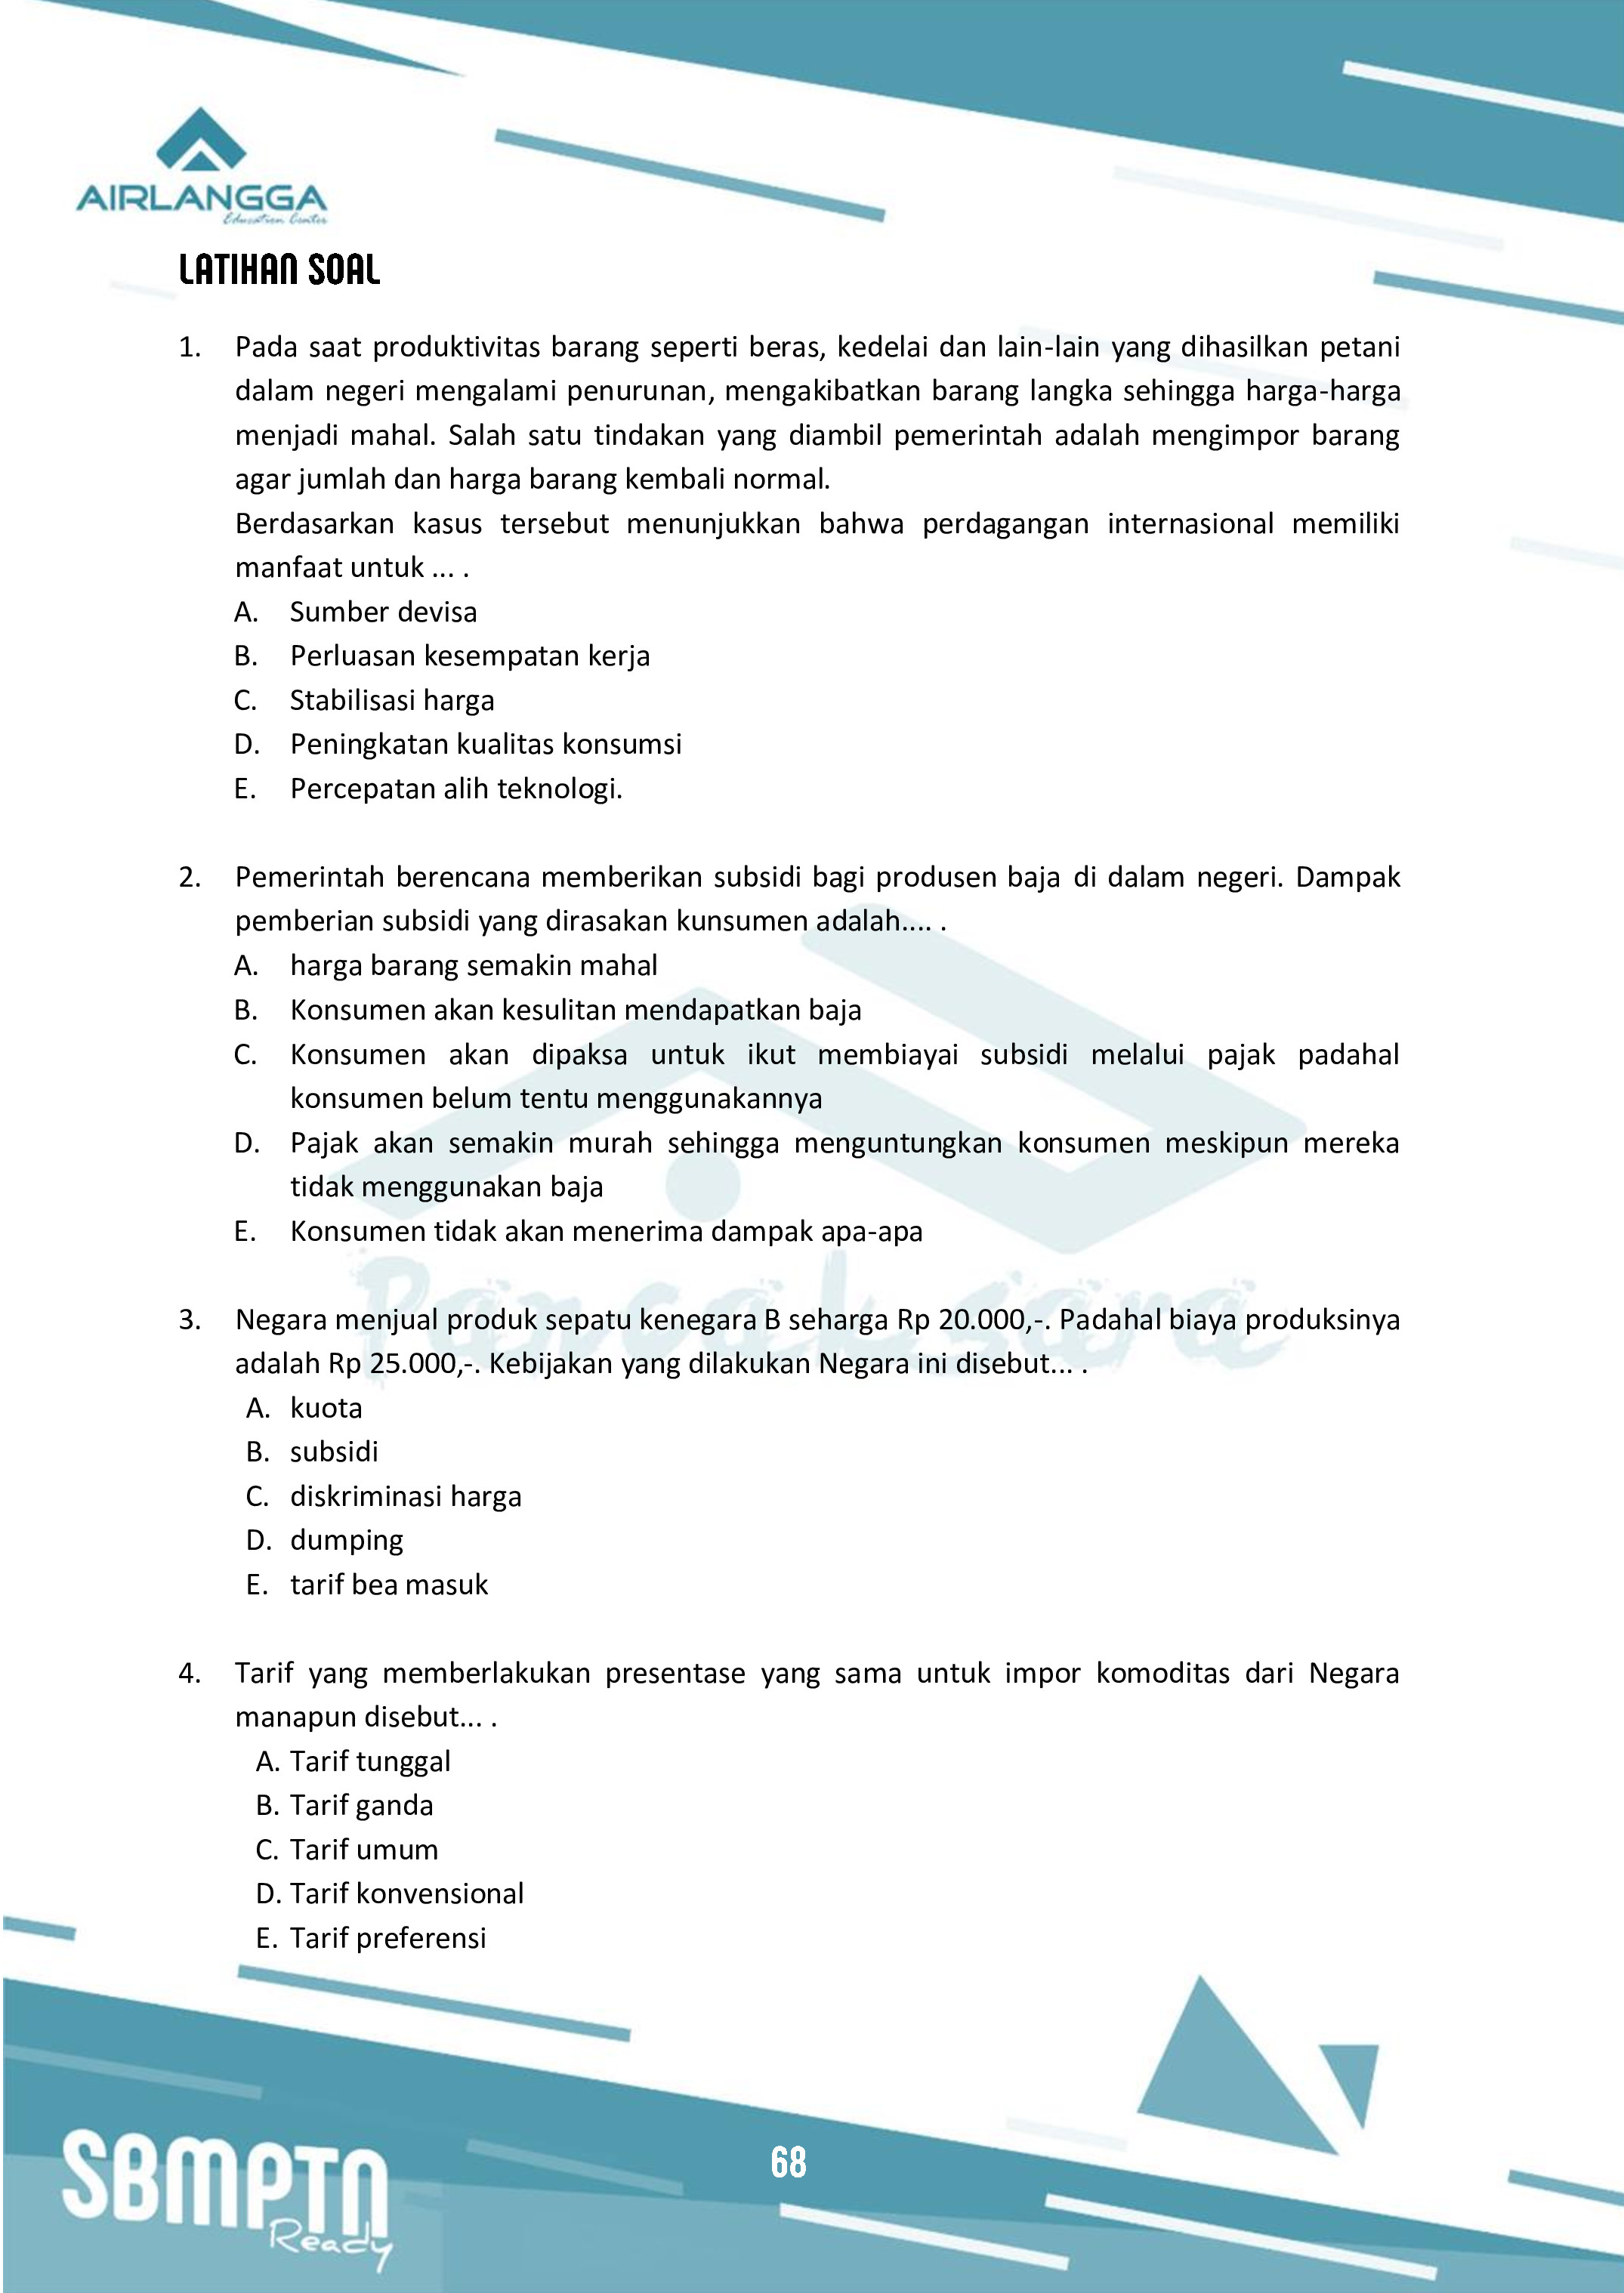 AIRLANGGA
Education Center
LATIHAN SOAL
1. Pada saat produktivitas barang seperti beras, kedelai dan lain-lain yang dihasilkan petani
dalam negeri mengalami penurunan, mengakibatkan barang langka sehingga harga-harga
menjadi mahal. Salah satu tindakan yang diambil pemerintah adalah mengimpor barang
agar jumlah dan harga barang kembali normal.
Berdasarkan kasus tersebut menunjukkan bahwa perdagangan internasional memiliki
manfaat untuk ... .
A. Sumber devisa
B. Perluasan kesempatan kerja
C. Stabilisasi harga
D. Peningkatan kualitas konsumsi
E. Percepatan alih teknologi.
2. Pemerintah berencana memberikan subsidi bagi produsen baja di dalam negeri. Dampak
pemberian subsidi yang dirasakan kunsumen adalah.... .
A. harga barang semakin mahal
B. Konsumen akan kesulitan mendapatkan baja
C. Konsumen akan dipaksa untuk ikut membiayai subsidi melalui pajak padahal
konsumen belum tentu menggunakannya
D. Pajak akan semakin murah sehingga menguntungkan konsumen meskipun mereka
tidak menggunakan baja
E. Konsumen tidak akan menerima dampak apa-apa
Pancaksara
3. Negara menjual produk sepatu kenegara B seharga Rp 20.000,-. Padahal biaya produksinya
adalah Rp 25.000,-. Kebijakan yang dilakukan Negara ini disebut... .
A. kuota
B. subsidi
C. diskriminasi harga
D. dumping
E. tarif bea masuk
4. Tarif yang memberlakukan presentase yang sama untuk impor komoditas dari Negara
manapun disebut... .
A. Tarif tunggal
B. Tarif ganda
C. Tarif umum
D. Tarif konvensional
E. Tarif preferensi
68
SBMPTN
Ready